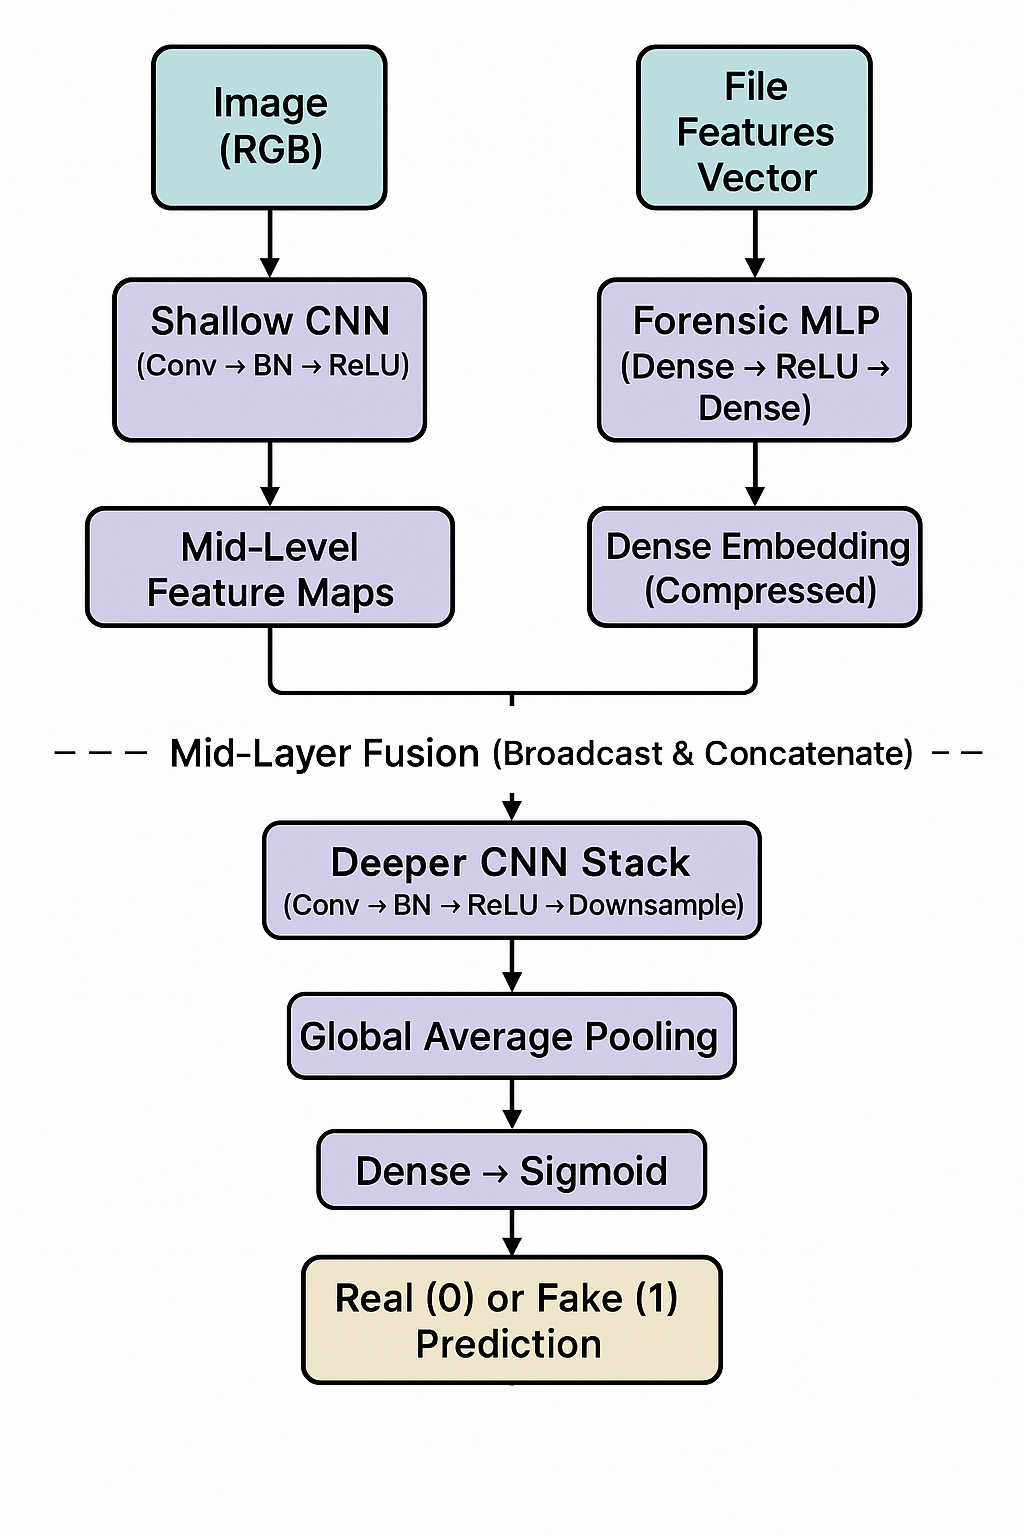 Image
(RGB)
File
Features
Vector
Shallow CNN
(Conv → BN → ReLU)
Forensic MLP
(Dense → ReLU →
Dense)
Mid-Level
Feature Maps
Dense Embedding
(Compressed)
Mid-Layer Fusion (Broadcast & Concatenate)
Deeper CNN Stack
(Conv → BN → ReLU → Downsample)
Global Average Pooling
Dense → Sigmoid
Real (0) or Fake (1)
Prediction